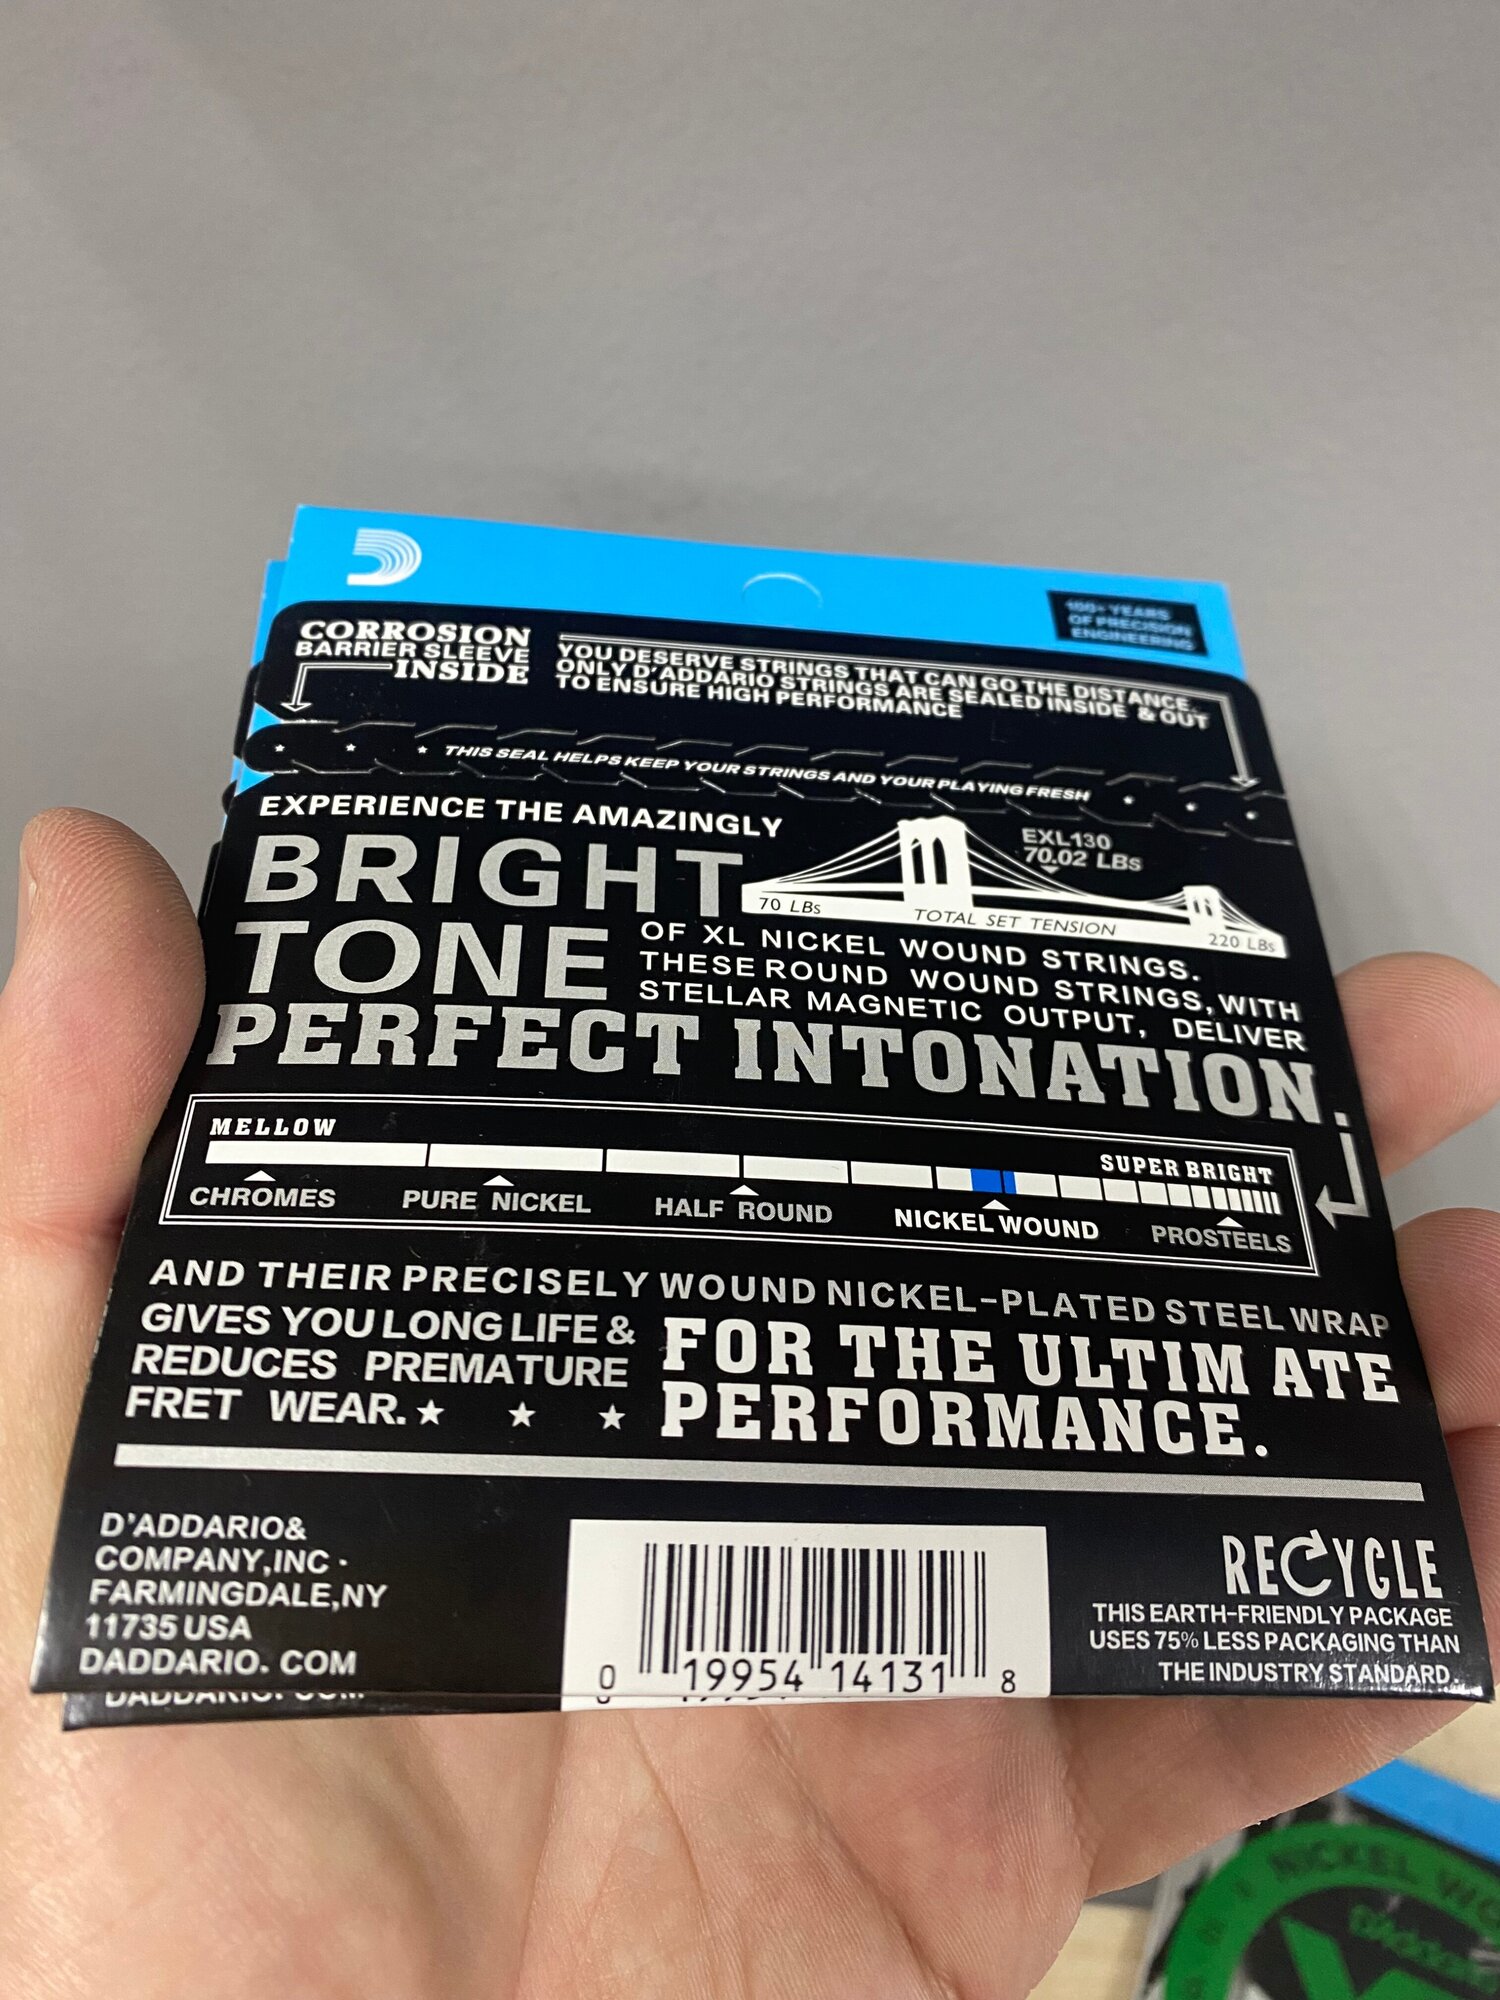 100+ YEARS
OF PRECISION
ENGINEERING
CORROSION
BARRIER SLEEVE
INSIDE
YOU DESERVE STRINGS THAT CAN GO THE DISTANCE.
ONLY D'ADDARIO STRINGS ARE SEALED INSIDE & OUT
TO ENSURE HIGH PERFORMANCE
THIS SEAL HELPS KEEP YOUR STRINGS AND YOUR PLAYING FRESH
EXPERIENCE THE AMAZINGLY
BRIGHT
TONE
EXL130
70.02 LBs
70 LBs
TOTAL SET TENSION
220 LBs
OF XL NICKEL WOUND STRINGS.
THESE ROUND WOUND STRINGS, WITH
STELLAR MAGNETIC OUTPUT, DELIVER
PERFECT INTONATION.
MELLOW
SUPER BRIGHT
CHROMES
PURE NICKEL
HALF ROUND
NICKEL WOUND
PROSTEELS
AND THEIR PRECISELY WOUND NICKEL-PLATED STEEL WRAP
GIVES YOU LONG LIFE &
REDUCES PREMATURE
FRET WEAR.
FOR THE ULTIM ATE
PERFORMANCE.
D'ADDARIO&
COMPANY,INC·
FARMINGDALE,NY
11735 USA
DADDARIO. COM
0 19954 14131 8
RECYCLE
THIS EARTH-FRIENDLY PACKAGE
USES 75% LESS PACKAGING THAN
THE INDUSTRY STANDARD.
NICKEL
D'Addario